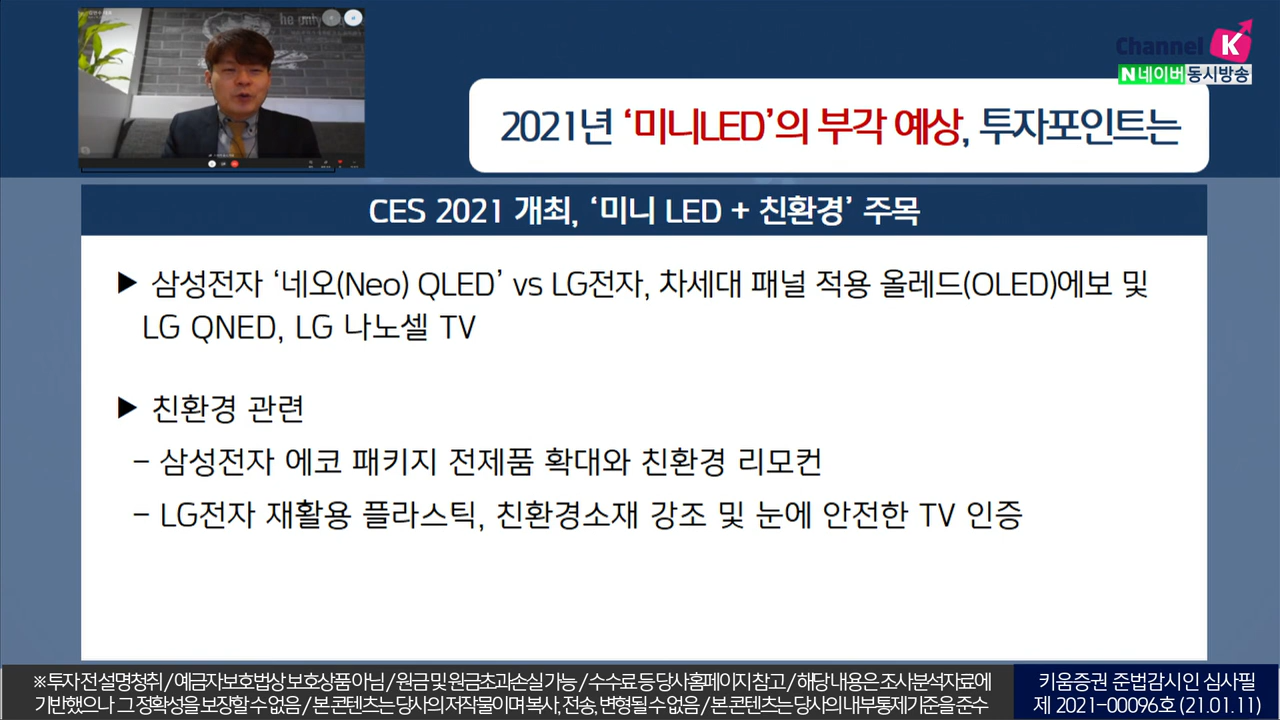 he only
Channel K
N 네이버 동시방송
2021년 ‘미니LED’의 부각 예상, 투자포인트는
CES 2021 개최, ‘미니 LED + 친환경’ 주목
▶ 삼성전자 ‘네오(Neo) QLED’ vs LG전자, 차세대 패널 적용 올레드(OLED)에보 및
LG QNED, LG 나노셀 TV
▶ 친환경 관련
– 삼성전자 에코 패키지 전제품 확대와 친환경 리모컨
– LG전자 재활용 플라스틱, 친환경소재 강조 및 눈에 안전한 TV 인증
※ 투자 전 설명청취 / 예금자보호법상 보호상품 아님 / 원금 및 원금초과손실 가능 / 수수료 등 당사홈페이지 참고 / 해당 내용은 조사분석자료에
기반했으나 그 정확성을 보장할 수 없음 / 본 콘텐츠는 당사의 저작물이며 복사, 전송, 변형될 수 없음 / 본 콘텐츠는 당사의 내부통제기준을 준수
키움증권 준법감시인 심사필
제 2021-00096호 (21.01.11)